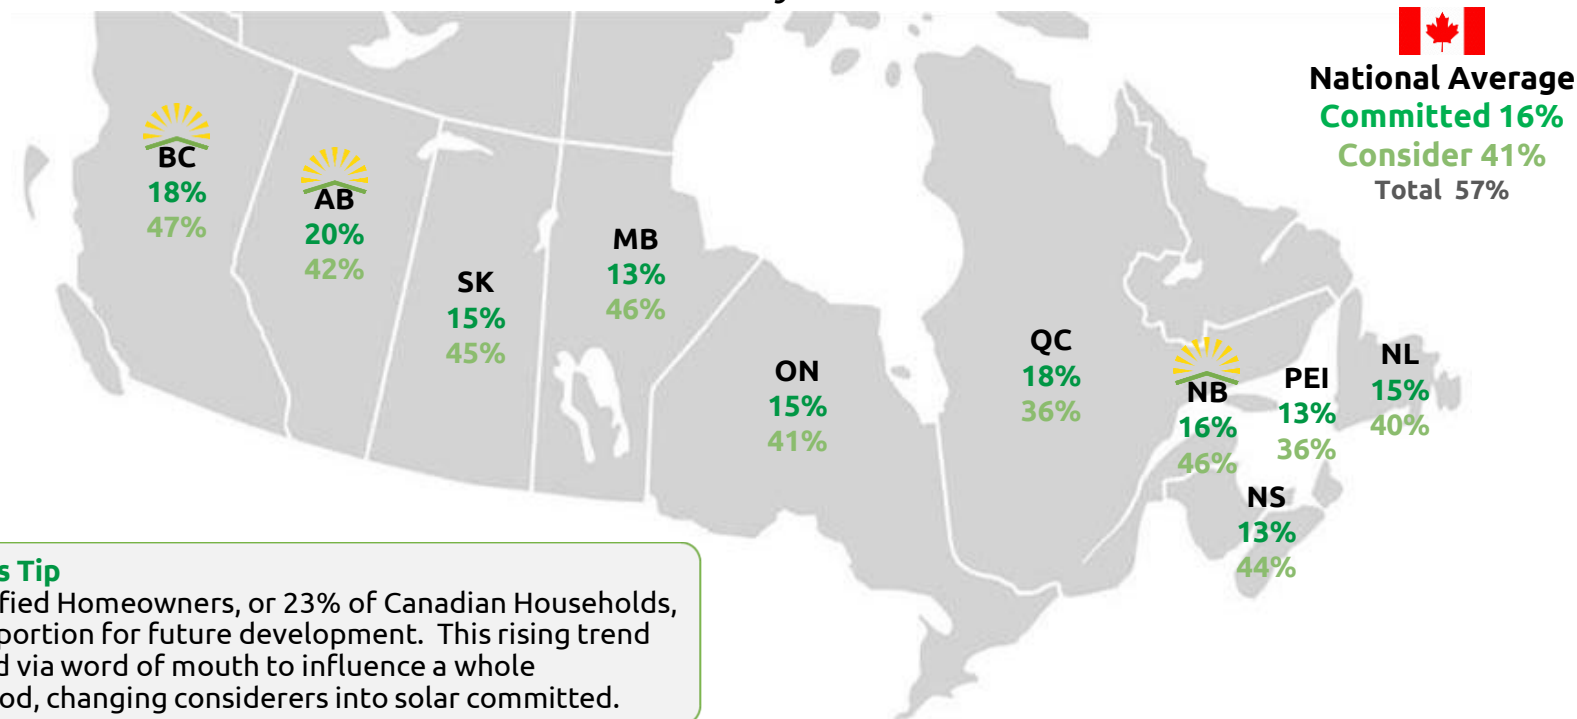 National Average
Committed 16%
Consider 41%
Total 57%
BC
18%
47%
AB
20%
42%
SK
15%
45%
MB
13%
46%
ON
15%
41%
QC
18%
36%
NB
16%
46%
PEI
13%
36%
NL
15%
40%
NS
13%
44%
s Tip
fied Homeowners, or 23% of Canadian Households,
portion for future development. This rising trend
d via word of mouth to influence a whole
od, changing considerers into solar committed.